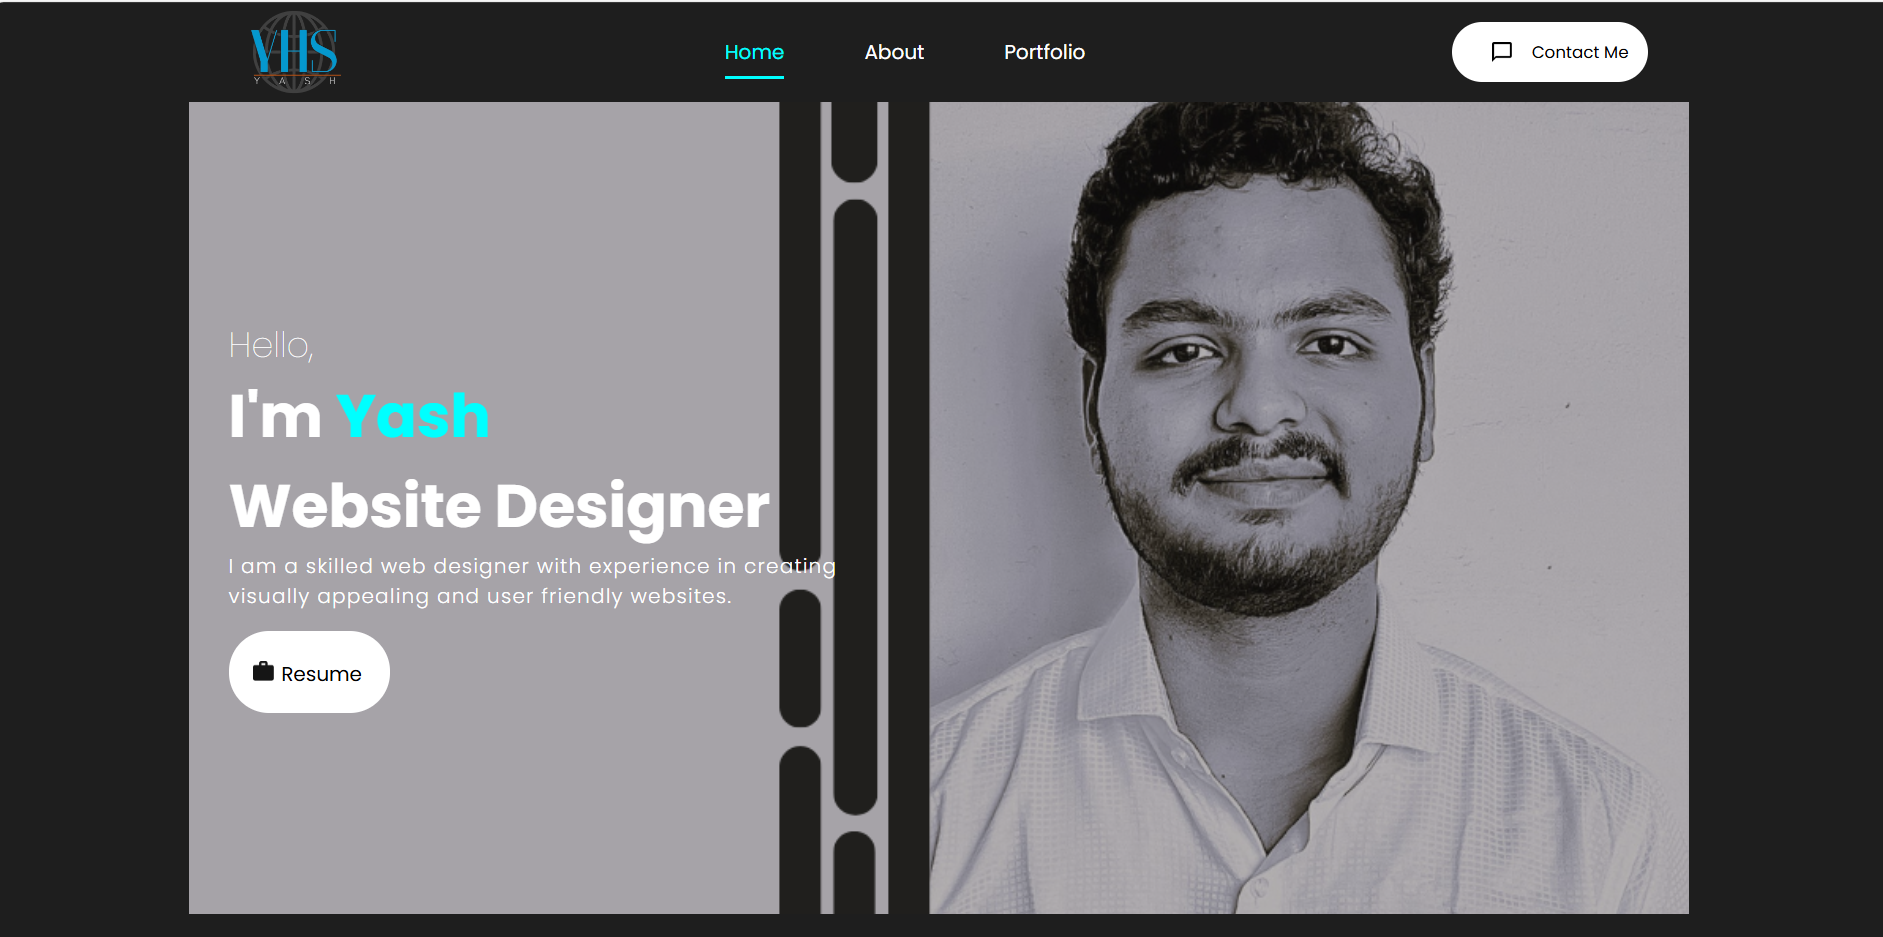 YHS
YASH
Home
About
Portfolio
Contact Me
Hello,
I'm Yash
Website Designer
I am a skilled web designer with experience in creating
visually appealing and user friendly websites.
Resume